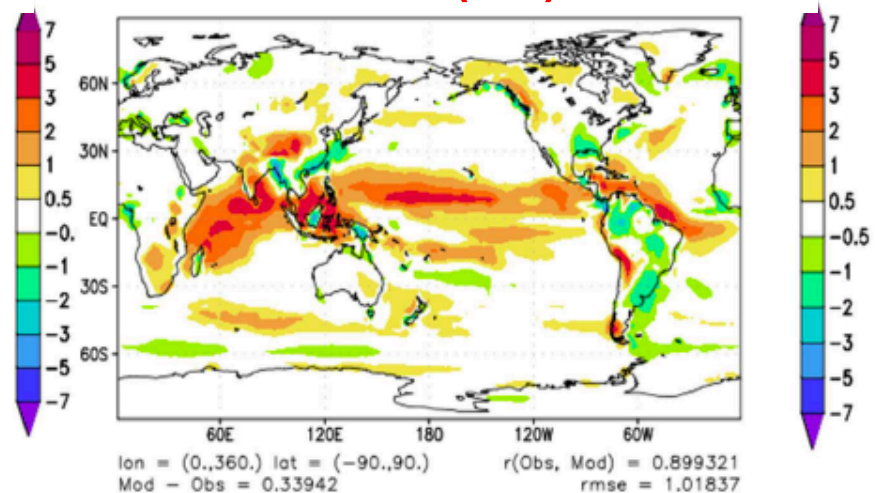 7
5
3
2
1
0.5
-0.
-1
-2
-3
-5
-7
60N
30N
EQ
30S
60S
60E
120E
180
120W
60W
7
5
3
2
1
0.5
-0.5
-1
-2
-3
-5
-7
lon = (0.,360.) lat = (-90.,90.)
r(Obs, Mod) = 0.899321
Mod - Obs = 0.33942
rmse = 1.01837